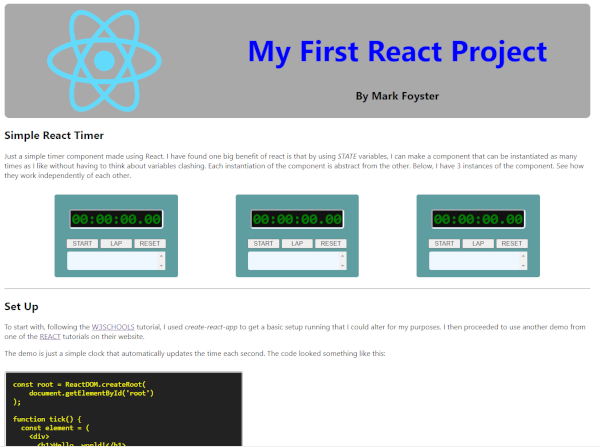 My First React Project
By Mark Foyster
Simple React Timer
Just a simple timer component made using React. I have found one big benefit of react is that by using STATE variables, I can make a component that can be instantiated as many
times as I like without having to think about variables clashing. Each instantiation of the component is abstract from the other. Below, I have 3 instances of the component. See how
they work independently of each other.
00:00:00.00 00:00:00.00 00:00:00.00
START LAP RESET START LAP RESET START LAP RESET
Set Up
To start with, following the W3SCHOOLS tutorial, I used create-react-app to get a basic setup running that I could alter for my purposes. I then proceeded to use another demo from
one of the REACT tutorials on their website.
The demo is just a simple clock that automatically updates the time each second. The code looked something like this:
const root = ReactDOM.createRoot(
document.getElementById('root')
);
function tick() {
const element = (
<div>
<h1>Hello, world!</h1>